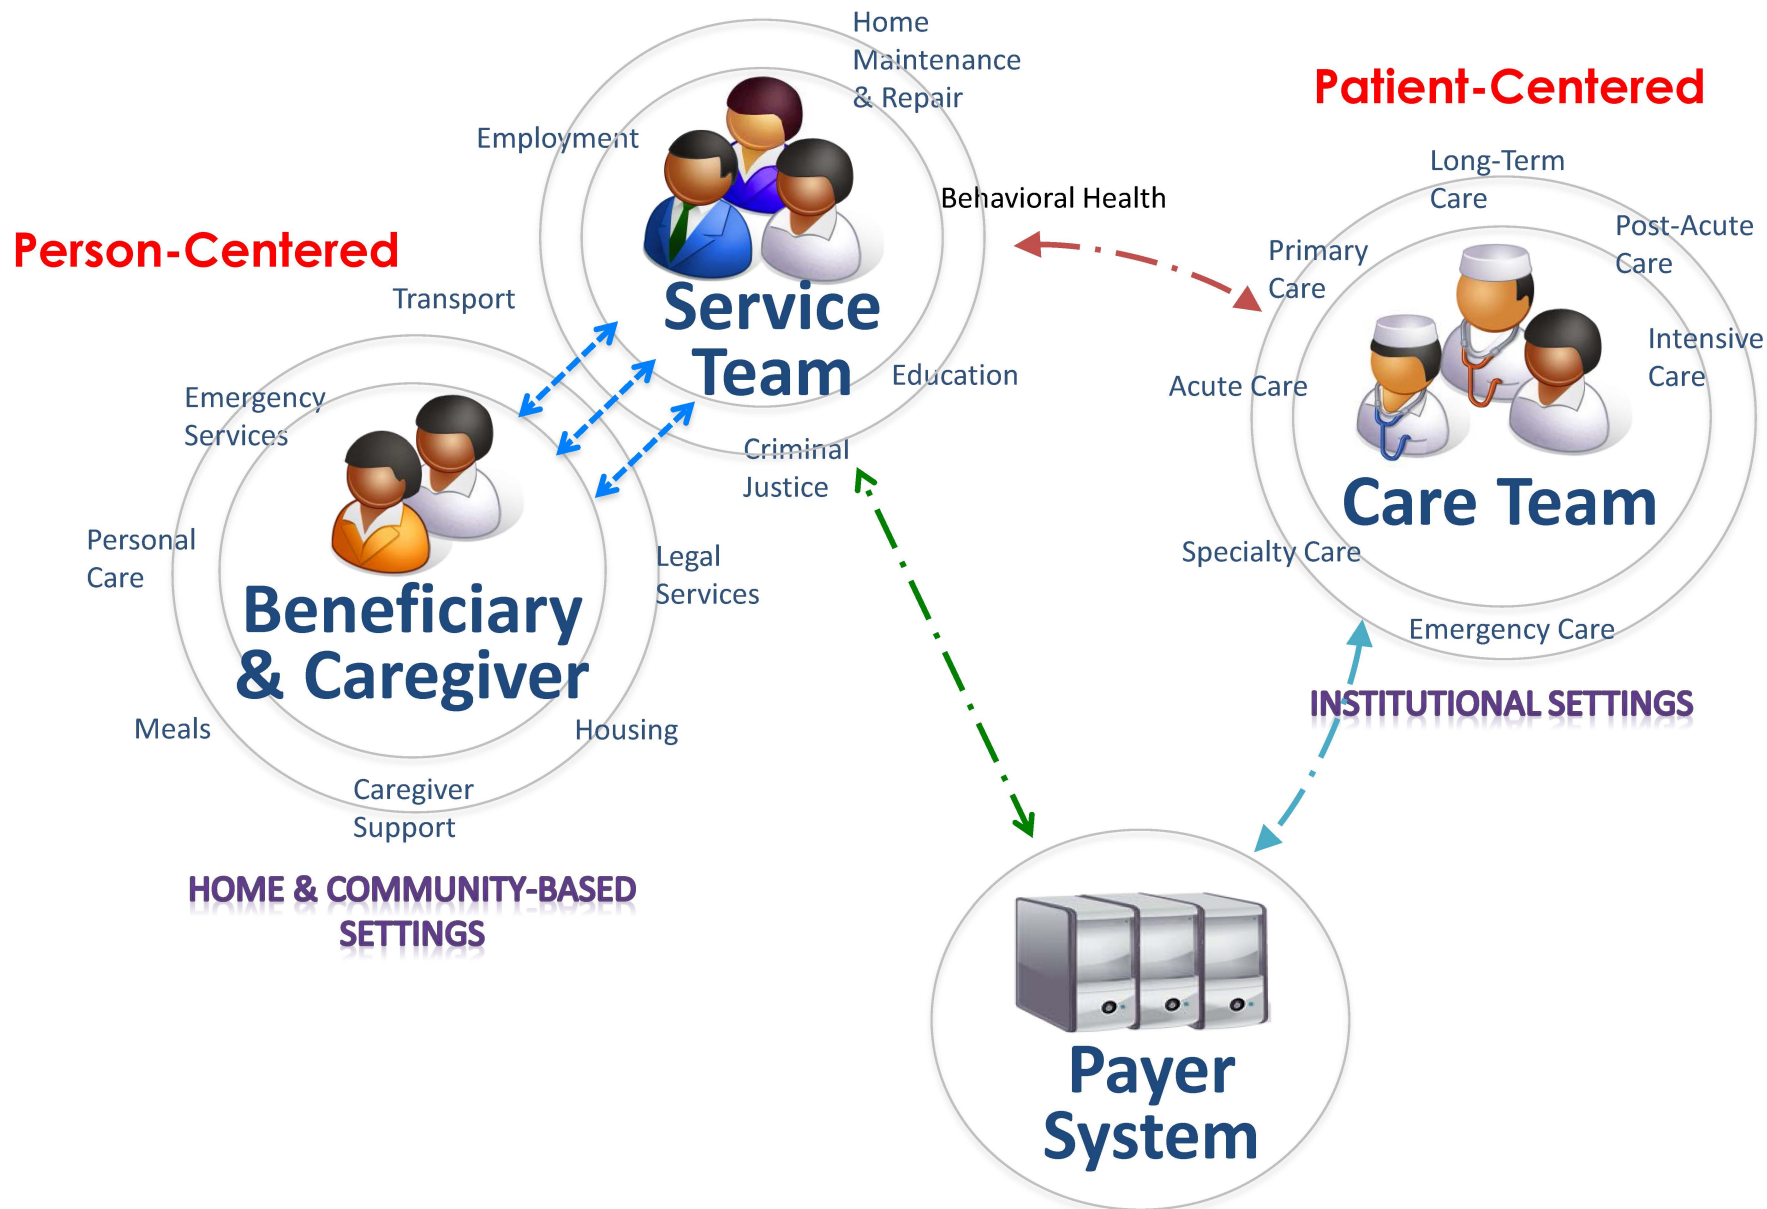 Home
Maintenance
& Repair
Patient-Centered
Employment
Long-Term
Care
Behavioral Health
Post-Acute
Care
Person-Centered
Primary
Care
Transport
Service
Team
Intensive
Care
Education
Acute Care
Emergency
Services
Criminal
Justice
Care Team
Personal
Care
Legal
Services
Specialty Care
Beneficiary
& Caregiver
Emergency Care
Meals
Housing
INSTITUTIONAL SETTINGS
Caregiver
Support
HOME & COMMUNITY-BASED
SETTINGS
Payer
System